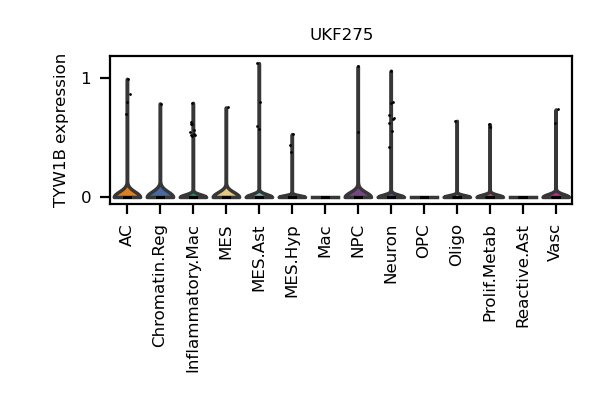 UKF275
TYW1B expression
1
0
AC
Chromatin.Reg
Inflammatory.Mac
MES
MES.Ast
MES.Hyp
Mac
NPC
Neuron
OPC
Oligo
Prolif.Metab
Reactive.Ast
Vasc